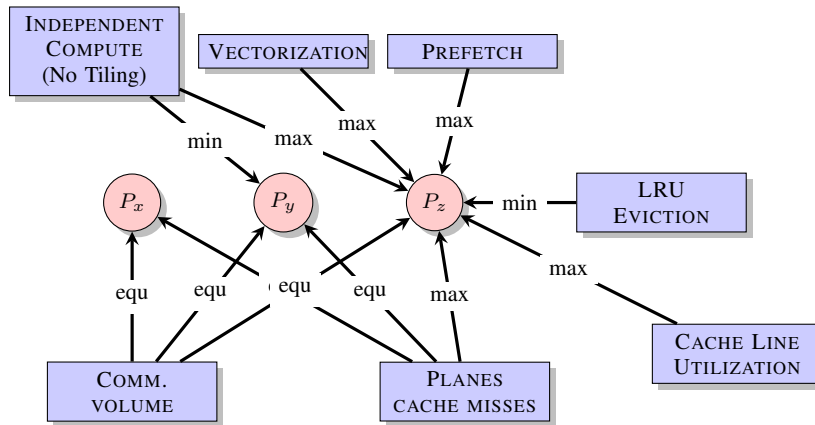 INDEPENDENT
COMPUTE
(No Tiling)
VECTORIZATION
PREFETCH
min
max
max
max
P_x
P_y
P_z
min
LRU
EVICTION
max
equ
equ
equ
equ
max
CACHE LINE
UTILIZATION
COMM.
VOLUME
PLANES
CACHE MISSES